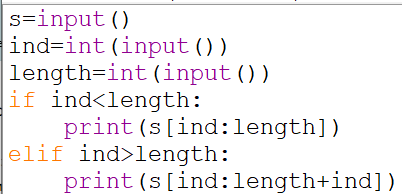 s=input()
ind=int(input())
length=int(input())
if ind<length:
    print(s[ind:length])
elif ind>length:
    print(s[ind:length+ind])